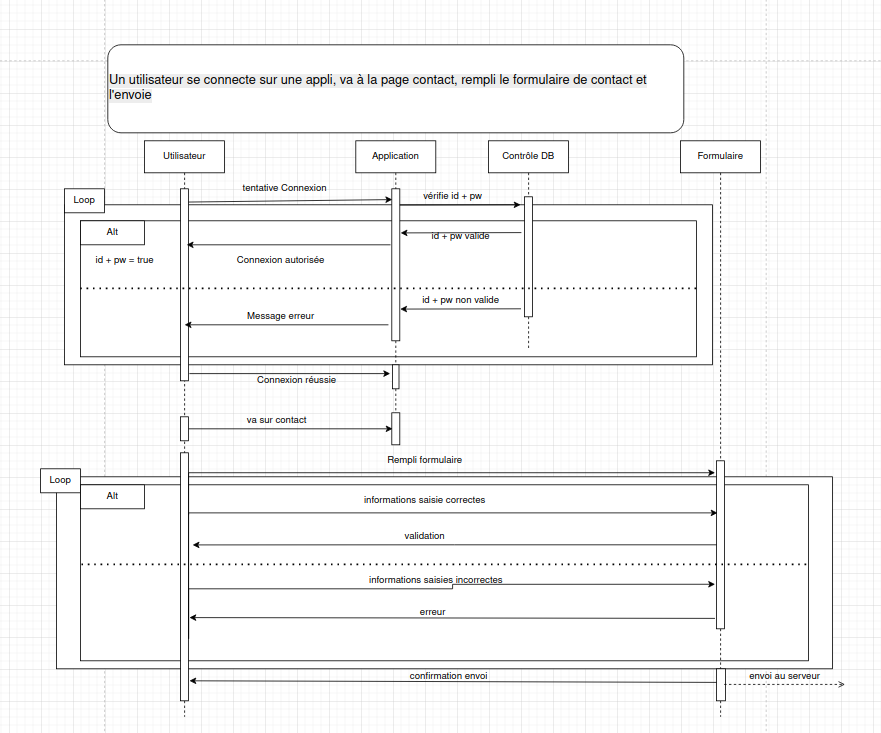 Un utilisateur se connecte sur une appli, va à la page contact, rempli le formulaire de contact et
l'envoie
Utilisateur
Application
Contrôle DB
Formulaire
tentative Connexion
vérifie id + pw
Loop
Alt
id + pw valide
id + pw = true
Connexion autorisée
id + pw non valide
Message erreur
Connexion réussie
va sur contact
Rempli formulaire
Loop
Alt
informations saisie correctes
validation
informations saisies incorrectes
erreur
confirmation envoi
envoi au serveur